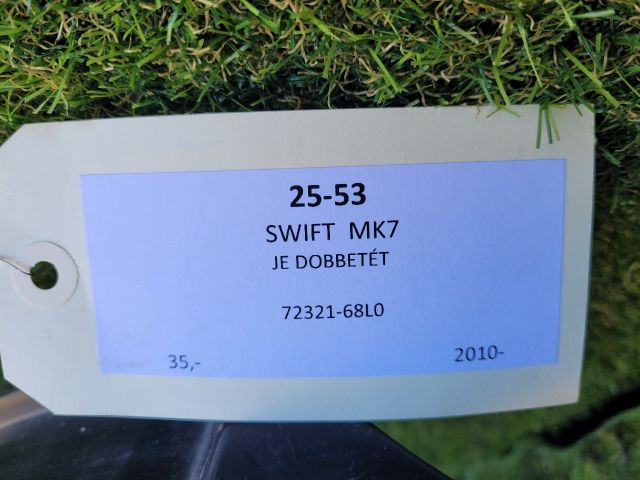 25-53
SWIFT MK7
JE DOBBETÉT
72321-68L0
35,- 2010-